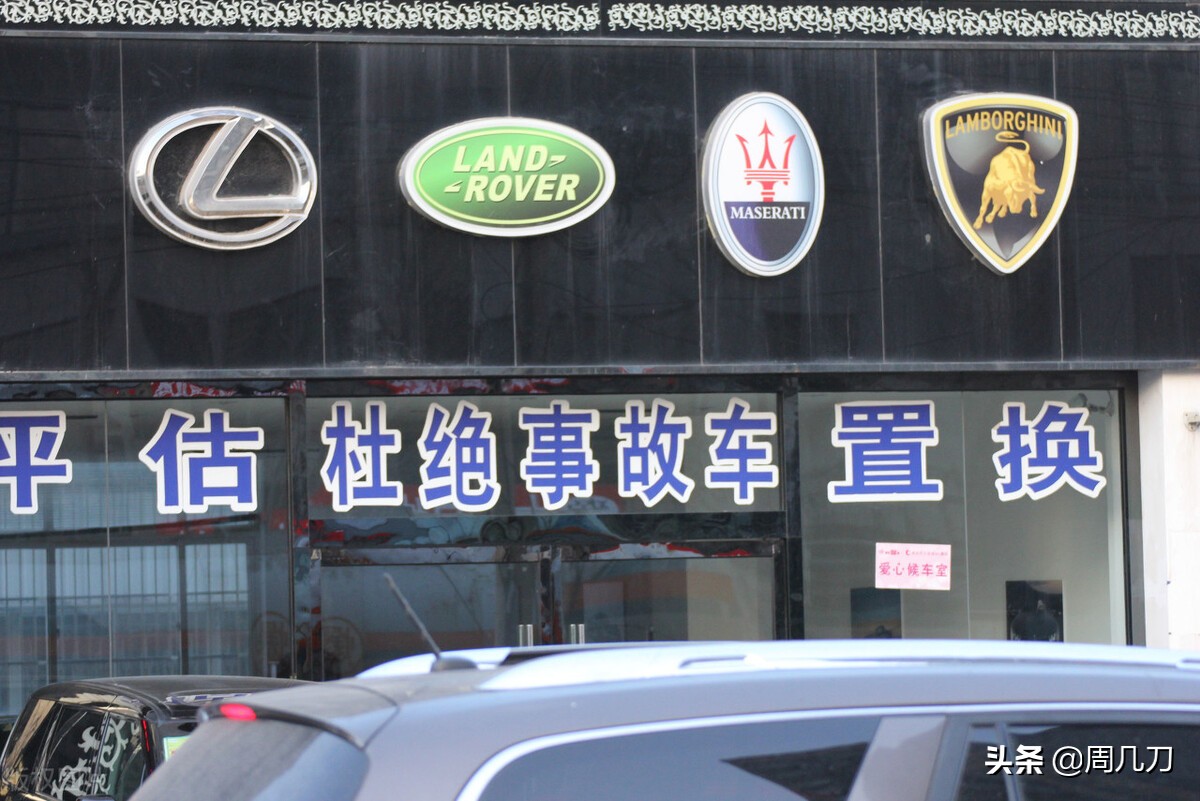 LAND-
-ROVER
MASERATI
LAMBORGHINI
平估 杜绝事故车 置换
爱心候车室
头条 @周几刀